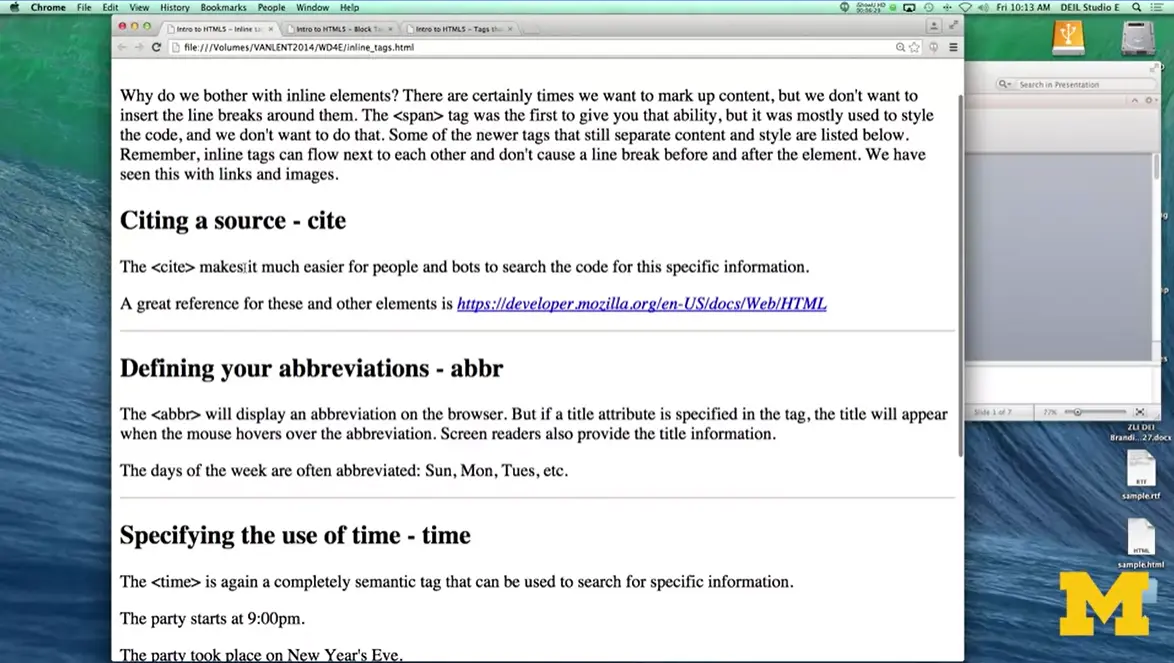 Chrome File Edit View History Bookmarks People Window Help
Fri 10:13 AM DEIL Studio E
Intro to HTML5 – Inline ta
Intro to HTML5 – Block Ta
Intro to HTML5 – Tags tha
file:///Volumes/VANLENT2014/WD4E/inline_tags.html
Search in Presentation
Why do we bother with inline elements? There are certainly times we want to mark up content, but we don't want to
insert the line breaks around them. The <span> tag was the first to give you that ability, but it was mostly used to style
the code, and we don't want to do that. Some of the newer tags that still separate content and style are listed below.
Remember, inline tags can flow next to each other and don't cause a line break before and after the element. We have
seen this with links and images.
Citing a source - cite
The <cite> makes it much easier for people and bots to search the code for this specific information.
A great reference for these and other elements is https://developer.mozilla.org/en-US/docs/Web/HTML
Defining your abbreviations - abbr
The <abbr> will display an abbreviation on the browser. But if a title attribute is specified in the tag, the title will appear
when the mouse hovers over the abbreviation. Screen readers also provide the title information.
The days of the week are often abbreviated: Sun, Mon, Tues, etc.
Specifying the use of time - time
The <time> is again a completely semantic tag that can be used to search for specific information.
The party starts at 9:00pm.
The party took place on New Year's Eve.
Slide 1 of 7
77%
ZLI DEI
Brandi...27.docx
RTF
sample.rtf
HTML
sample.html
M